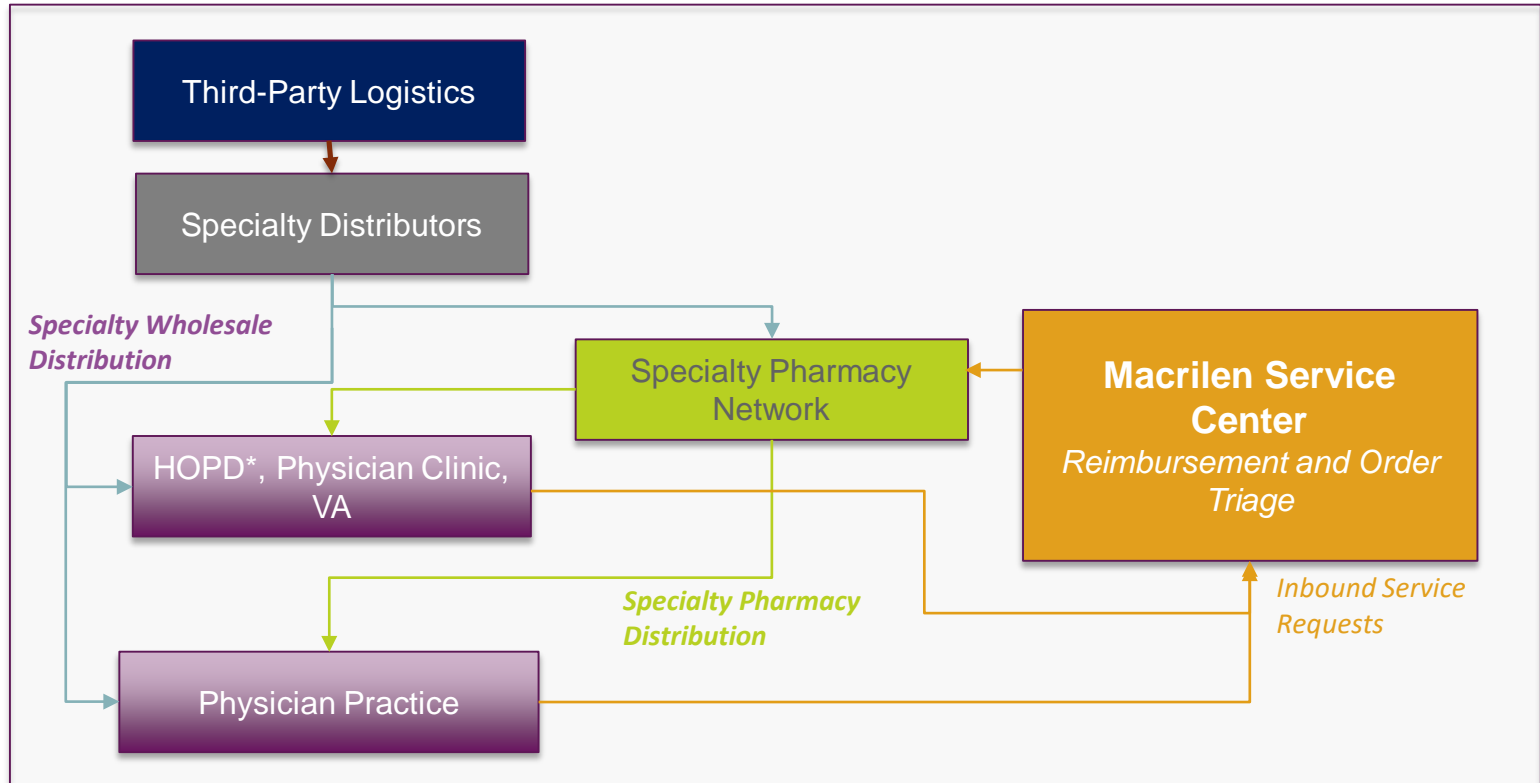 Third-Party Logistics
Specialty Distributors
Specialty Wholesale
Distribution
Specialty Pharmacy
Network
Macrilen Service
Center
Reimbursement and Order
Triage
HOPD*, Physician Clinic,
VA
Specialty Pharmacy
Distribution
Inbound Service
Requests
Physician Practice